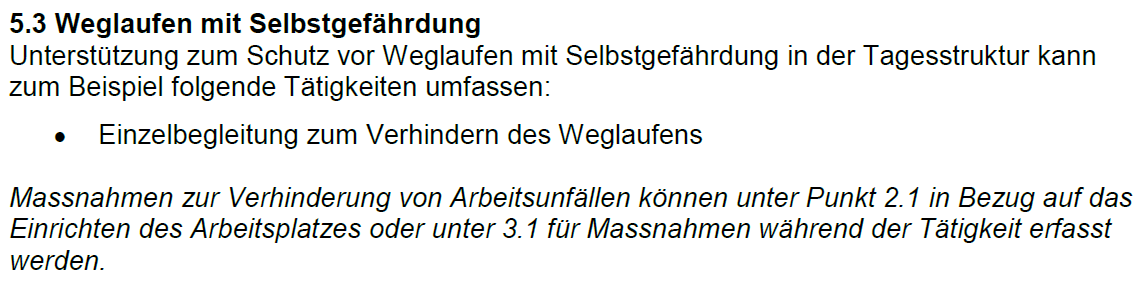 5.3 Weglaufen mit Selbstgefährdung
Unterstützung zum Schutz vor Weglaufen mit Selbstgefährdung in der Tagesstruktur kann
zum Beispiel folgende Tätigkeiten umfassen:
• Einzelbegleitung zum Verhindern des Weglaufens
Massnahmen zur Verhinderung von Arbeitsunfällen können unter Punkt 2.1 in Bezug auf das
Einrichten des Arbeitsplatzes oder unter 3.1 für Massnahmen während der Tätigkeit erfasst
werden.